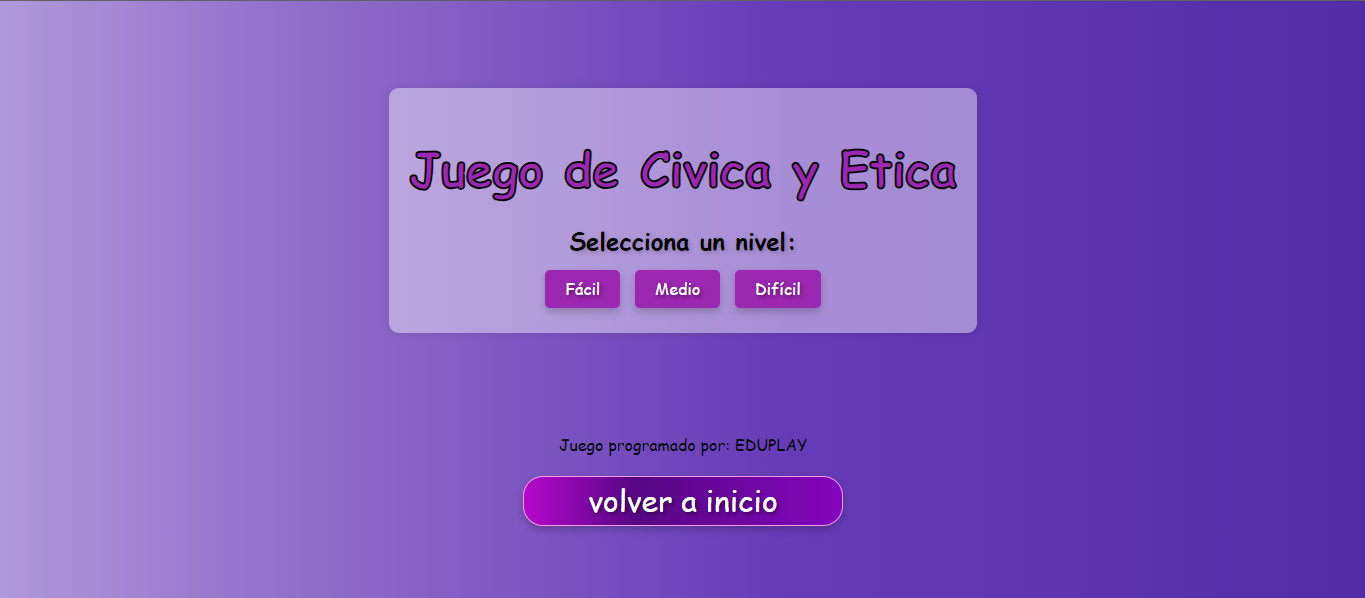 Juego de Civica y Etica
Selecciona un nivel:
Fácil Medio Difícil
Juego programado por: EDUPLAY
volver a inicio